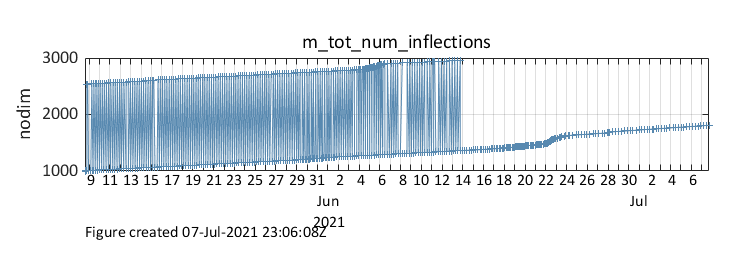 m_tot_num_inflections
nodim
3000
2000
1000
9 11 13 15 17 19 21 23 25 27 29 31 2 4 6 8 10 12 14 16 18 20 22 24 26 28 30 2 4 6
Jun Jul
2021
Figure created 07-Jul-2021 23:06:08Z